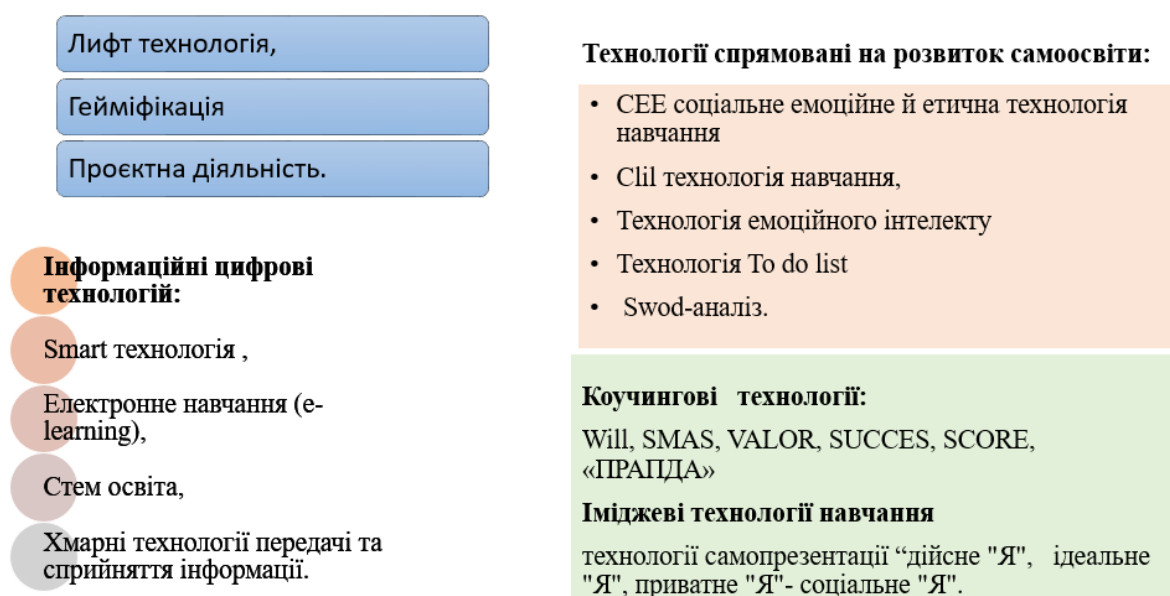 Лифт технологія,
Гейміфікація
Проєктна діяльність.
Інформаційні цифрові
технологій:
Smart технологія ,
Електронне навчання (e-
learning),
Стем освіта,
Хмарні технології передачі та
сприйняття інформації.
Технології спрямовані на розвиток самоосвіти:
• СЕЕ соціальне емоційне й етична технологія
навчання
• Clil технологія навчання,
• Технологія емоційного інтелекту
• Технологія To do list
• Swod-аналіз.
Коучингові технології:
Will, SMAS, VALOR, SUCCES, SCORE,
«ПРАПДА»
Іміджеві технології навчання
технології самопрезентації “дійсне "Я", ідеальне
"Я", приватне "Я"- соціальне "Я".